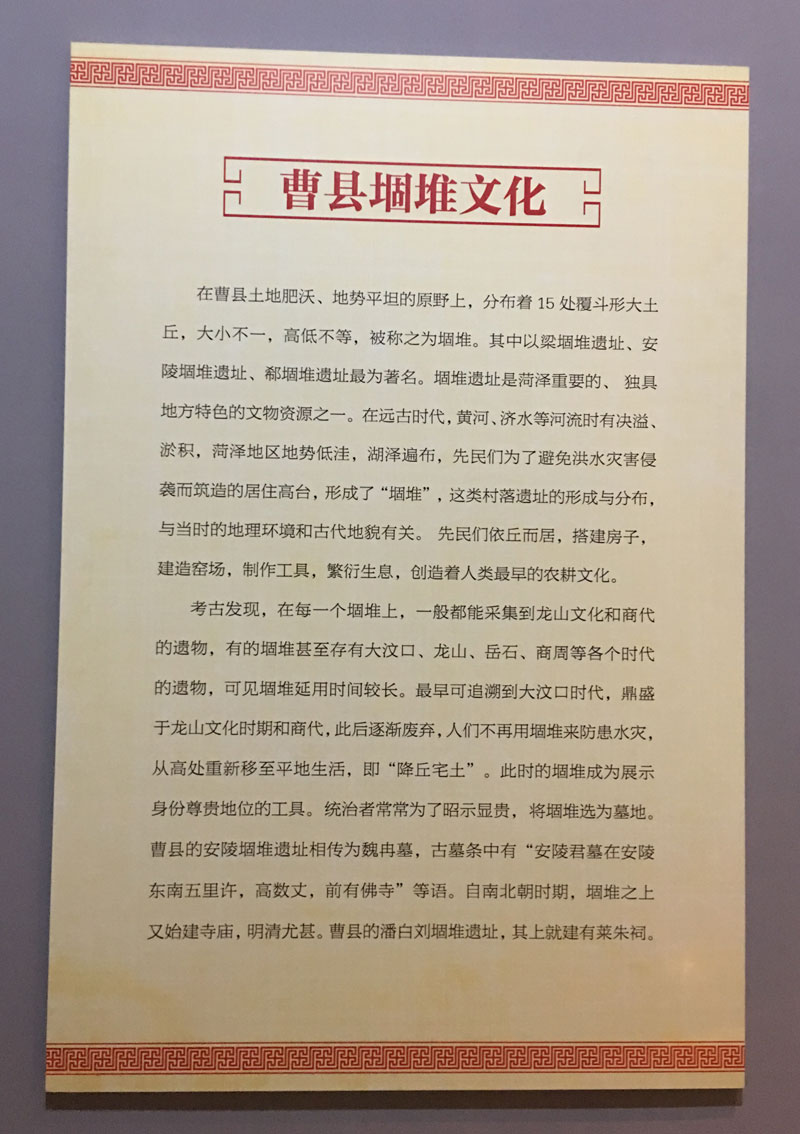 曹县堌堆文化
在曹县土地肥沃、地势平坦的原野上，分布着 15 处覆斗形大土
丘，大小不一，高低不等，被称之为堌堆。其中以梁堌堆遗址、安
陵堌堆遗址、郗堌堆遗址最为著名。堌堆遗址是菏泽重要的、 独具
地方特色的文物资源之一。在远古时代，黄河、济水等河流时有决溢、
淤积，菏泽地区地势低洼，湖泽遍布，先民们为了避免洪水灾害侵
袭而筑造的居住高台，形成了“堌堆”，这类村落遗址的形成与分布，
与当时的地理环境和古代地貌有关。 先民们依丘而居，搭建房子，
建造窑场，制作工具，繁衍生息，创造着人类最早的农耕文化。
考古发现，在每一个堌堆上，一般都能采集到龙山文化和商代
的遗物，有的堌堆甚至存有大汶口、龙山、岳石、商周等各个时代
的遗物，可见堌堆延用时间较长。最早可追溯到大汶口时代，鼎盛
于龙山文化时期和商代，此后逐渐废弃，人们不再用堌堆来防患水灾，
从高处重新移至平地生活，即“降丘宅土”。此时的堌堆成为展示
身份尊贵地位的工具。统治者常常为了昭示显贵，将堌堆选为墓地。
曹县的安陵堌堆遗址相传为魏冉墓，古墓条中有“安陵君墓在安陵
东南五里许，高数丈，前有佛寺”等语。自南北朝时期，堌堆之上
又始建寺庙，明清尤甚。曹县的潘白刘堌堆遗址，其上就建有莱朱祠。